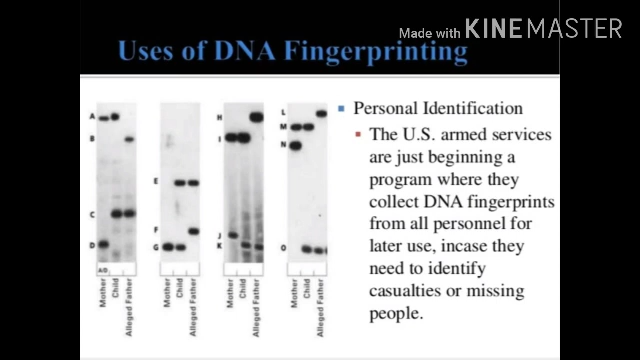 Made with KINEMASTER
Uses of DNA Fingerprinting
A
B
C
D
A/D
Mother
Child
Alleged Father
E
F
G
Mother
Child
Alleged Father
H
I
J
K
Mother
Child
Alleged Father
L
M
N
O
Mother
Child
Alleged Father
Personal Identification
The U.S. armed services
are just beginning a
program where they
collect DNA fingerprints
from all personnel for
later use, incase they
need to identify
casualties or missing
people.